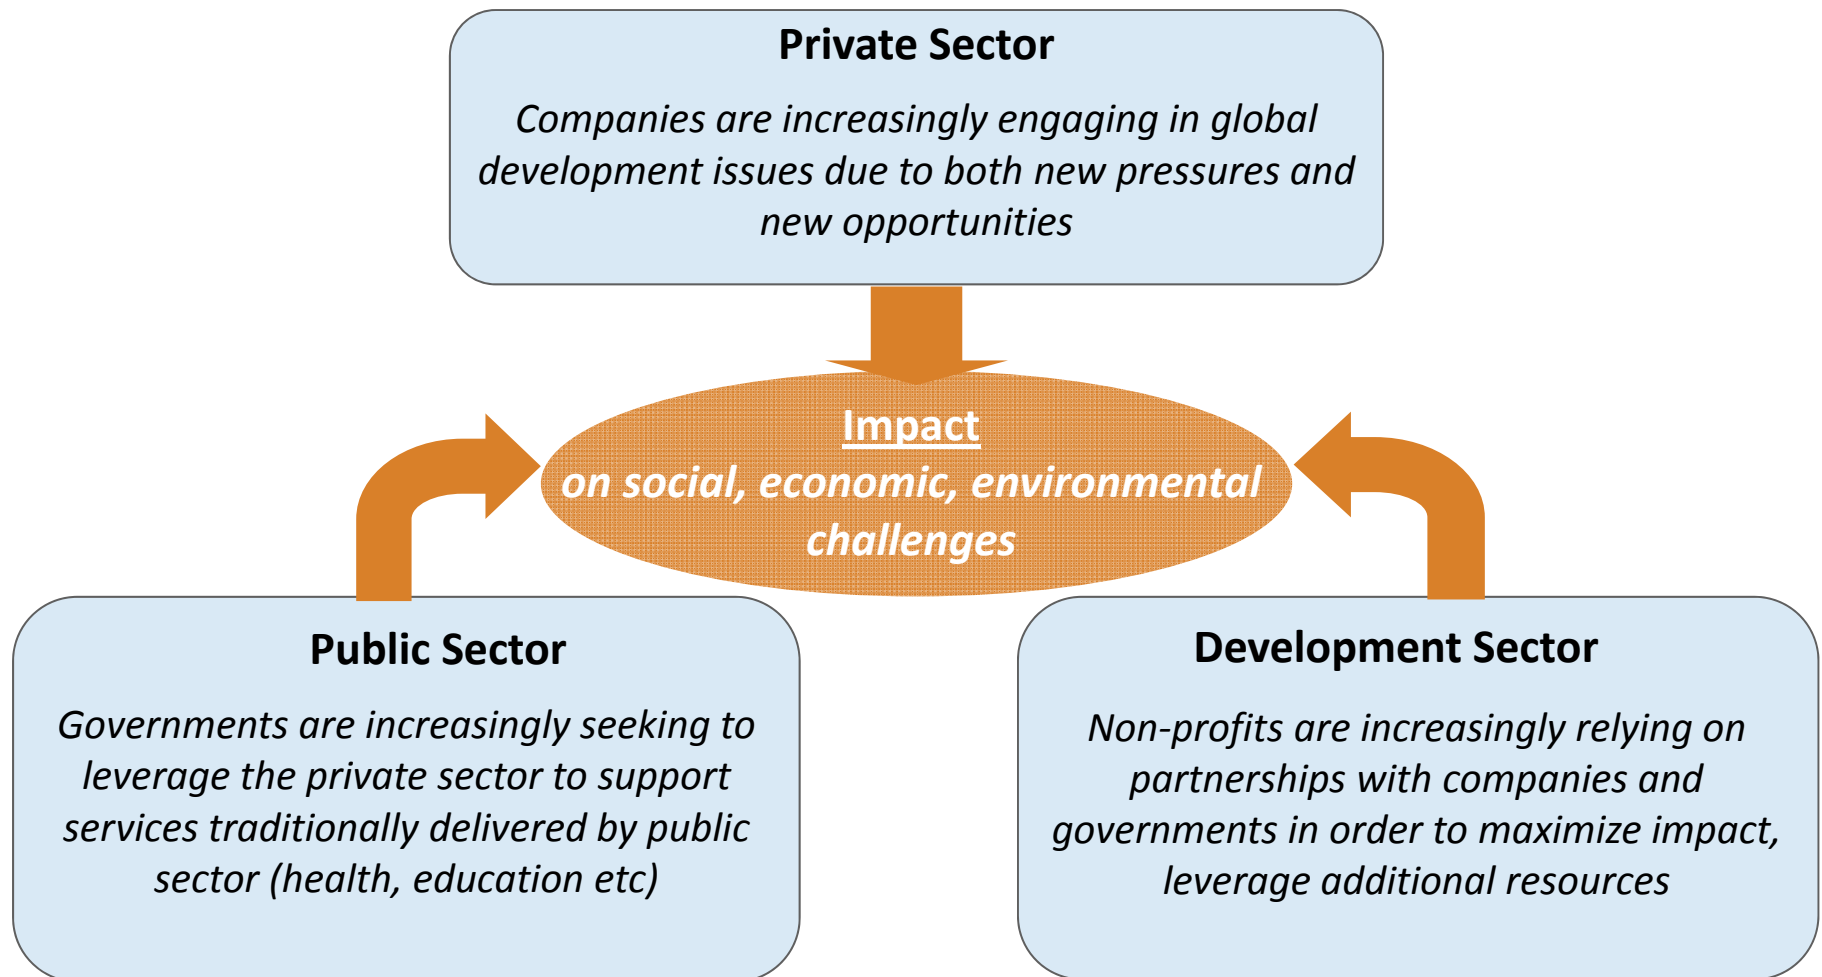 Private Sector
Companies are increasingly engaging in global
development issues due to both new pressures and
new opportunities
Impact
on social, economic, environmental
challenges
Public Sector
Governments are increasingly seeking to
leverage the private sector to support
services traditionally delivered by public
sector (health, education etc)
Development Sector
Non-profits are increasingly relying on
partnerships with companies and
governments in order to maximize impact,
leverage additional resources